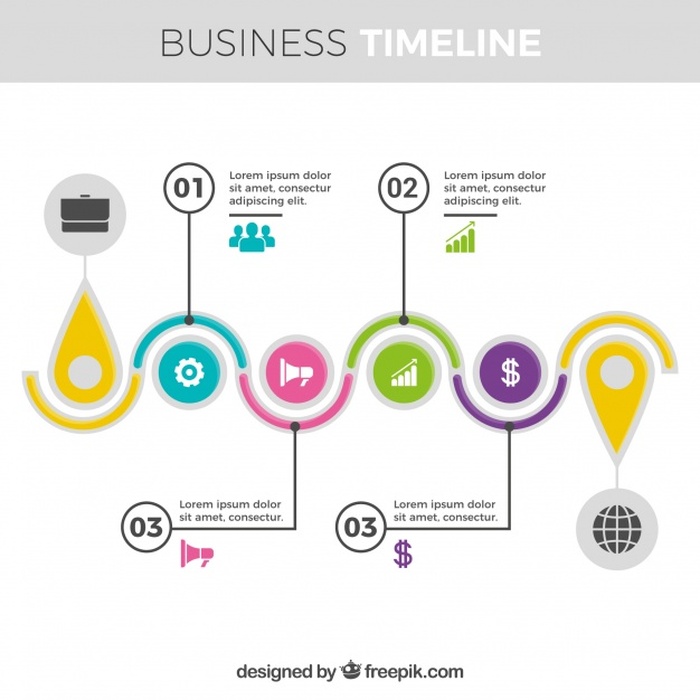 BUSINESS TIMELINE
01
Lorem ipsum dolor
sit amet, consectur
adipiscing elit.
02
Lorem ipsum dolor
sit amet, consectur
adipiscing elit.
$
03
Lorem ipsum dolor
sit amet, consectur.
03
Lorem ipsum dolor
sit amet, consectur.
$
designed by freepik.com